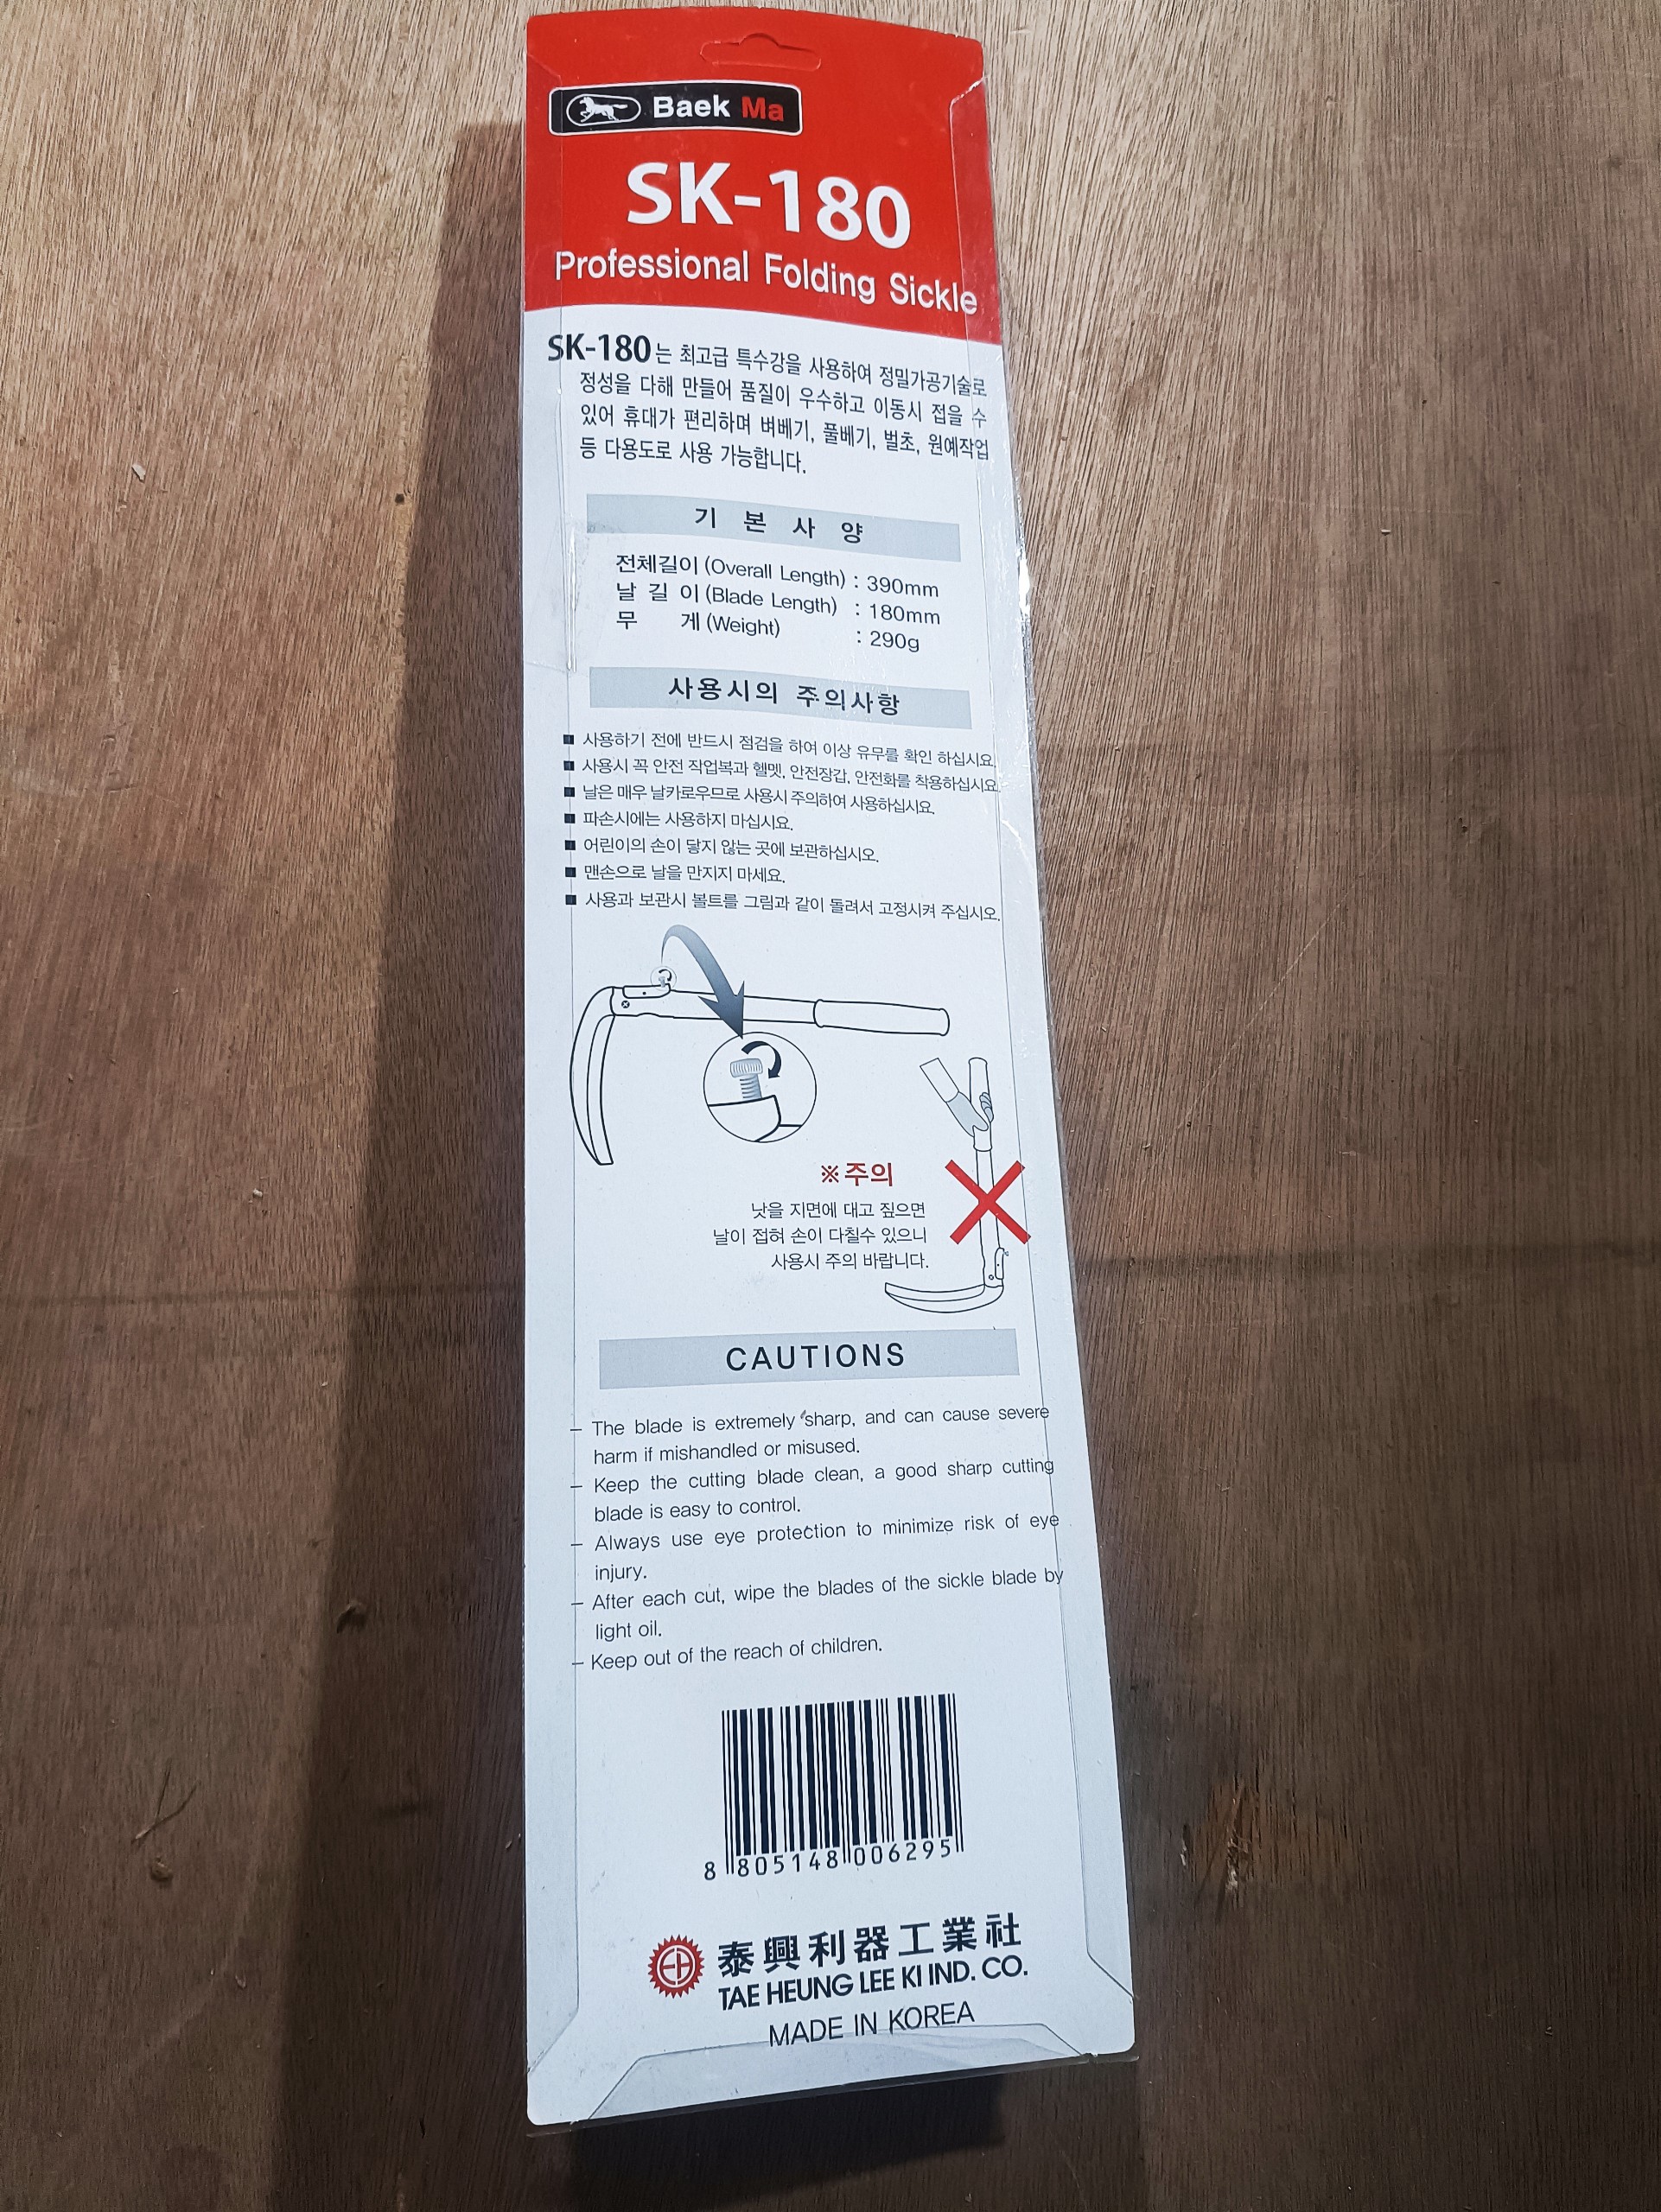 Baek Ma
SK-180
Professional Folding Sickle
SK-180는 최고급 특수강을 사용하여 정밀가공기술로
정성을 다해 만들어 품질이 우수하고 이동시 접을 수
있어 휴대가 편리하며 벼베기, 풀베기, 벌초, 원예작업
등 다용도로 사용 가능합니다.
기 본 사 양
전체길이 (Overall Length) : 390mm
날 길 이 (Blade Length) : 180mm
무 게 (Weight) : 290g
사용시의 주의사항
■ 사용하기 전에 반드시 점검을 하여 이상 유무를 확인 하십시요.
■ 사용시 꼭 안전 작업복과 헬멧, 안전장갑, 안전화를 착용하십시요.
■ 날은 매우 날카로우므로 사용시 주의하여 사용하십시요.
■ 파손시에는 사용하지 마십시요.
■ 어린이의 손이 닿지 않는 곳에 보관하십시오.
■ 맨손으로 날을 만지지 마세요.
■ 사용과 보관시 볼트를 그림과 같이 돌려서 고정시켜 주십시오.
※주의
낫을 지면에 대고 짚으면
날이 접혀 손이 다칠수 있으니
사용시 주의 바랍니다.
CAUTIONS
– The blade is extremely sharp, and can cause severe
harm if mishandled or misused.
– Keep the cutting blade clean, a good sharp cutting
blade is easy to control.
– Always use eye protection to minimize risk of eye
injury.
– After each cut, wipe the blades of the sickle blade by
light oil.
– Keep out of the reach of children.
8 805148 006295
泰興利器工業社
TAE HEUNG LEE KI IND. CO.
MADE IN KOREA